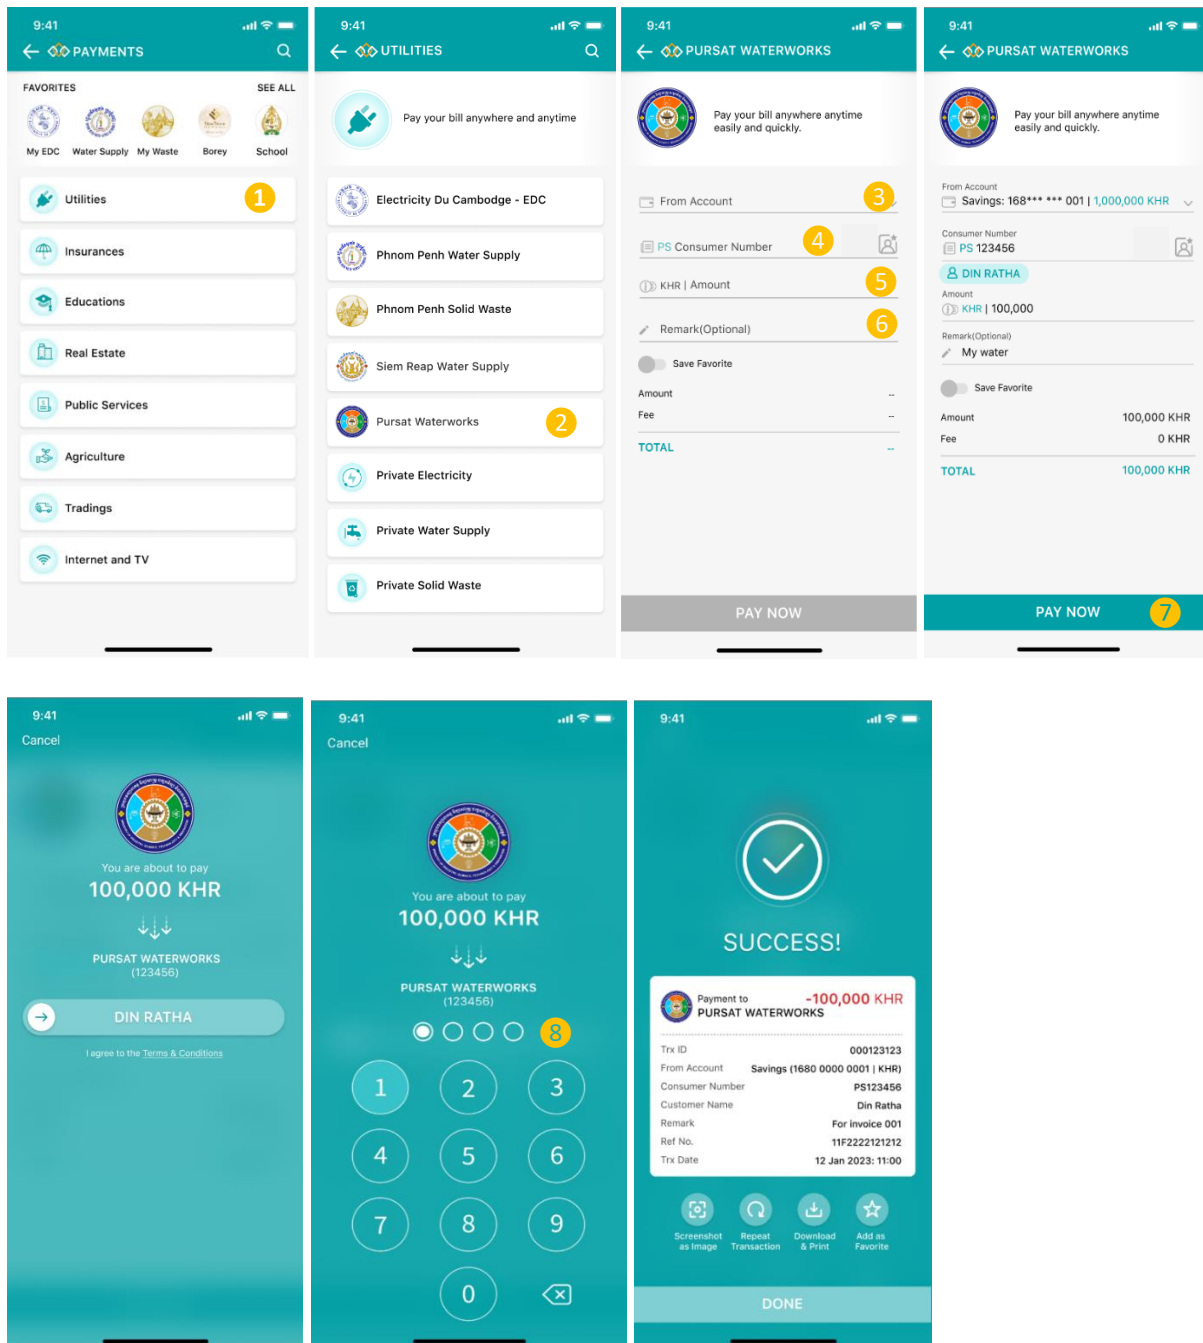 9:41
PAYMENTS
FAVORITES SEE ALL
My EDC Water Supply My Waste Borey School
Utilities 1
Insurances
Educations
Real Estate
Public Services
Agriculture
Tradings
Internet and TV
9:41
UTILITIES
Pay your bill anywhere and anytime
Electricity Du Cambodge - EDC
Phnom Penh Water Supply
Phnom Penh Solid Waste
Siem Reap Water Supply
Pursat Waterworks 2
Private Electricity
Private Water Supply
Private Solid Waste
9:41
PURSAT WATERWORKS
Pay your bill anywhere anytime
easily and quickly.
From Account 3
PS Consumer Number 4
KHR | Amount 5
Remark(Optional) 6
Save Favorite
Amount --
Fee --
TOTAL --
PAY NOW
9:41
PURSAT WATERWORKS
Pay your bill anywhere anytime
easily and quickly.
From Account
Savings: 168*** *** 001 | 1,000,000 KHR
Consumer Number
PS 123456
DIN RATHA
Amount
KHR | 100,000
Remark(Optional)
My water
Save Favorite
Amount 100,000 KHR
Fee 0 KHR
TOTAL 100,000 KHR
PAY NOW 7
9:41
Cancel
You are about to pay
100,000 KHR
PURSAT WATERWORKS
(123456)
DIN RATHA
I agree to the Terms & Conditions
9:41
Cancel
You are about to pay
100,000 KHR
PURSAT WATERWORKS
(123456)
8
1 2 3
4 5 6
7 8 9
0
9:41
SUCCESS!
Payment to -100,000 KHR
PURSAT WATERWORKS
Trx ID 000123123
From Account Savings (1680 0000 0001 | KHR)
Consumer Number PS123456
Customer Name Din Ratha
Remark For invoice 001
Ref No. 11F2222121212
Trx Date 12 Jan 2023: 11:00
Screenshot Repeat Download Add as
as Image Transaction & Print Favorite
DONE